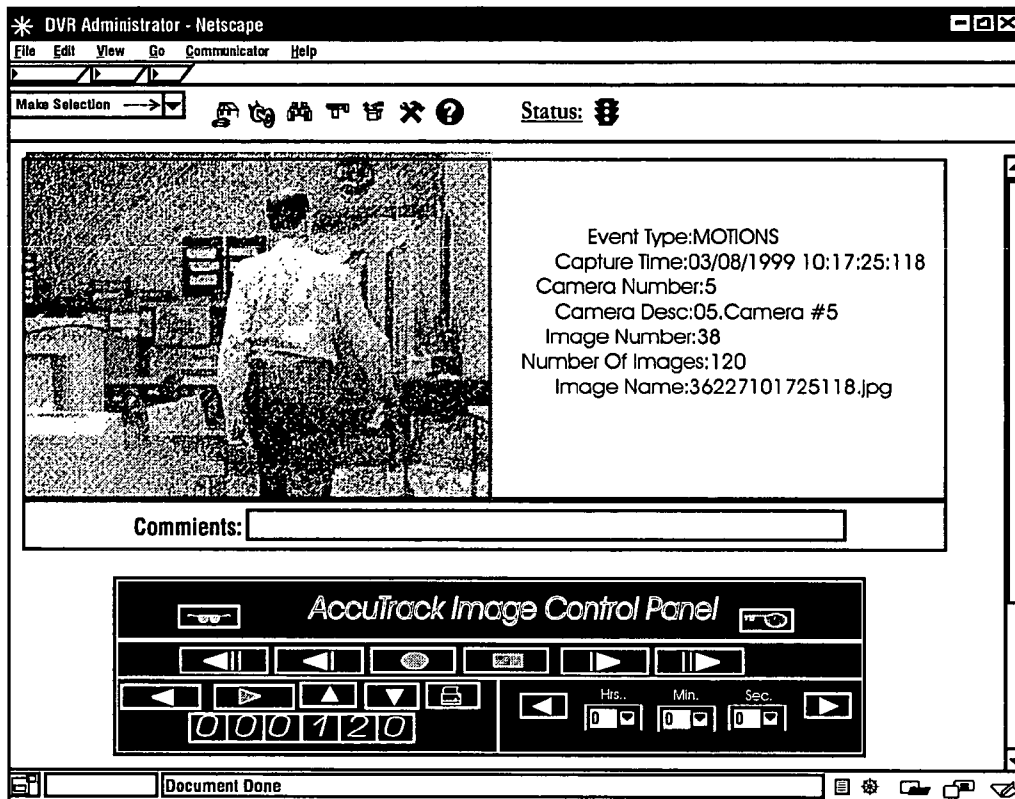 DVR Administrator - Netscape
File Edit View Go Communicator Help
Make Selection
Status:
Event Type:MOTIONS
Capture Time:03/08/1999 10:17:25:118
Camera Number:5
Camera Desc:05.Camera #5
Image Number:38
Number Of Images:120
Image Name:36227101725118.jpg
Commients:
AccuTrack Image Control Panel
Hrs.. Min. Sec.
000120
0 0 0
Document Done